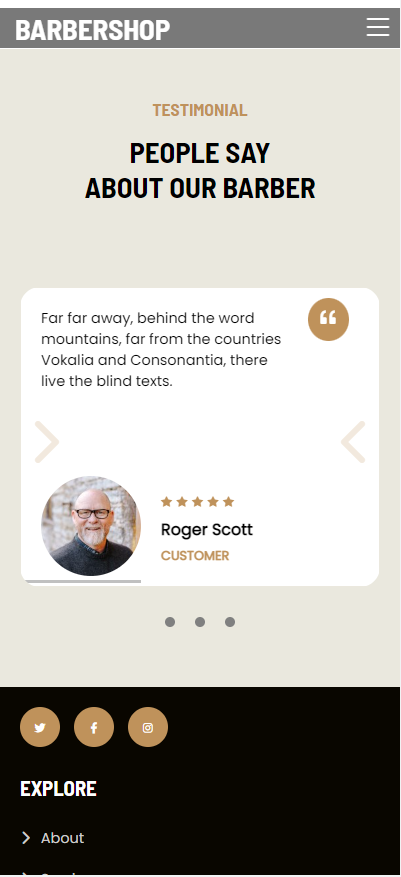 BARBERSHOP
TESTIMONIAL
PEOPLE SAY
ABOUT OUR BARBER
Far far away, behind the word
mountains, far from the countries
Vokalia and Consonantia, there
live the blind texts.
Roger Scott
CUSTOMER
EXPLORE
About